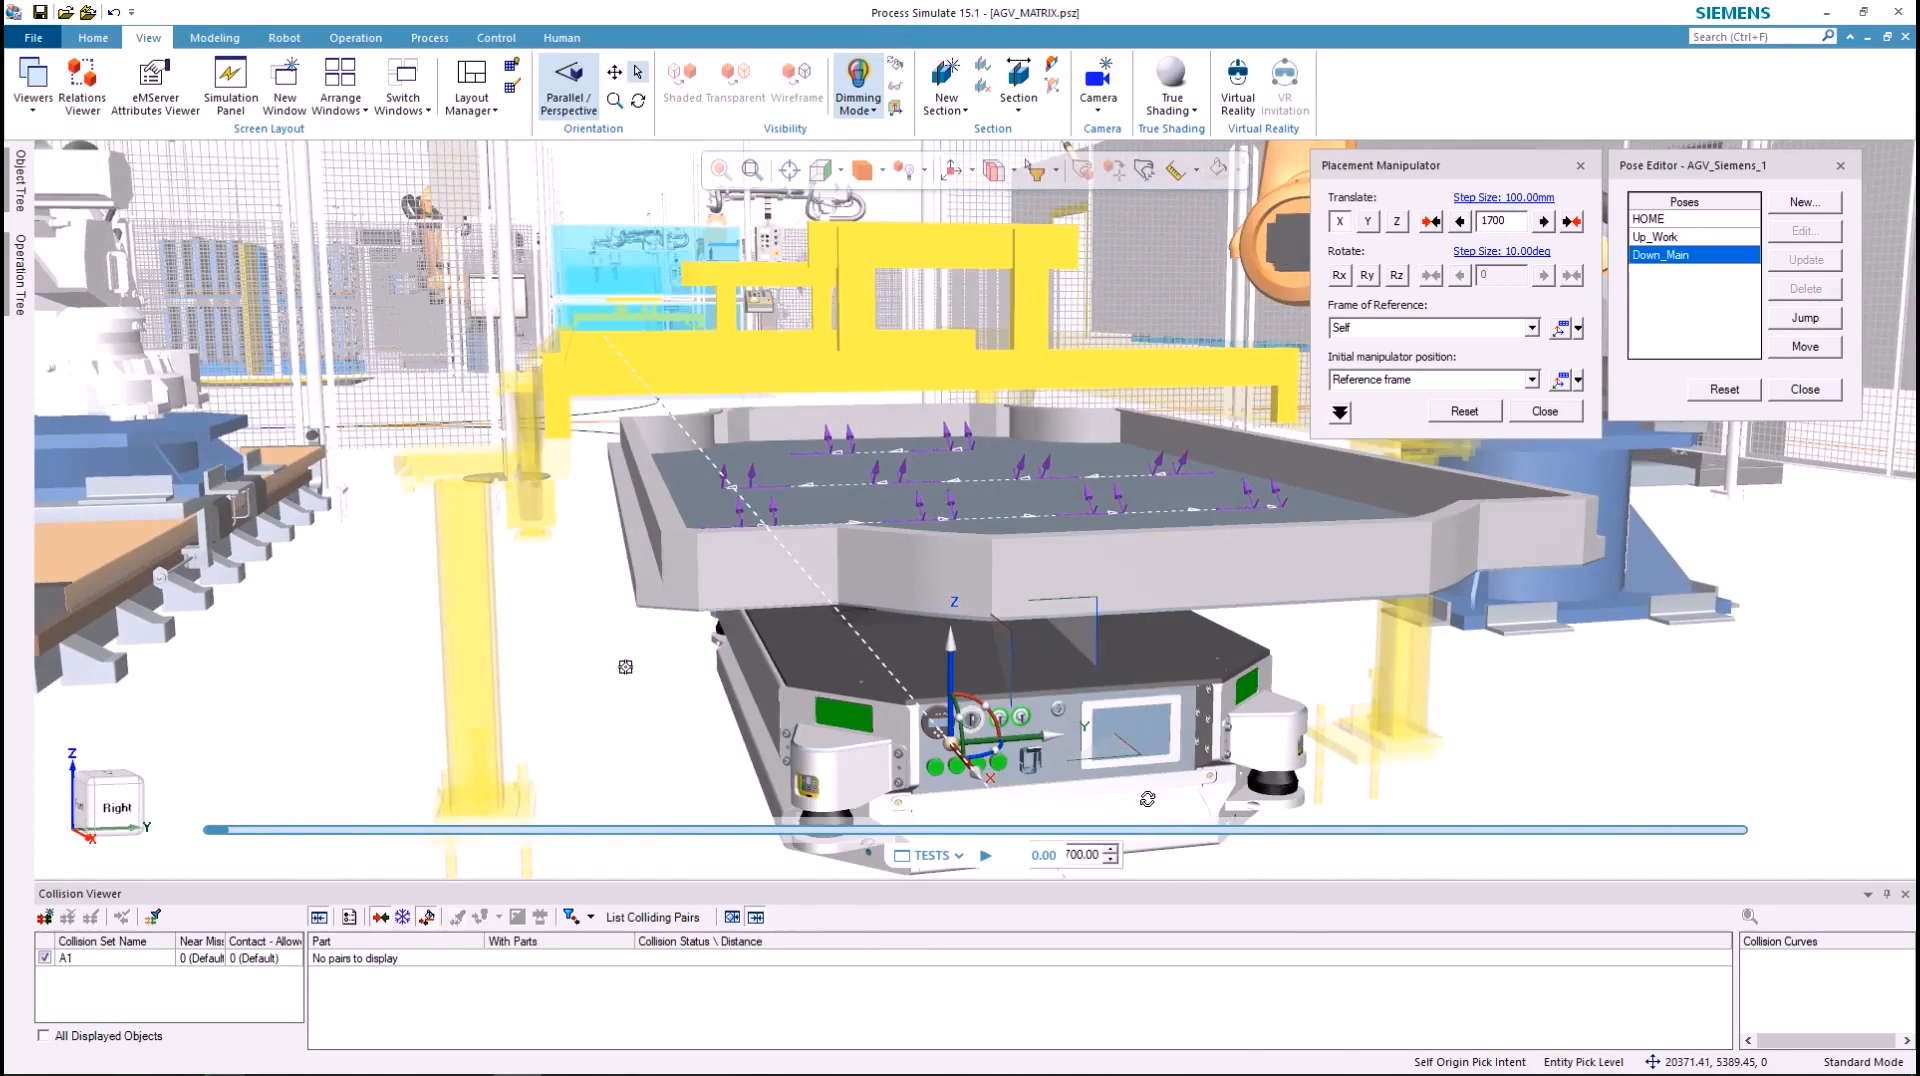 Process Simulate 15.1 - [AGV_MATRIX.psz]
SIEMENS
File Home View Modeling Robot Operation Process Control Human
Search (Ctrl+F)
Viewers
Relations Viewer
eMServer Attributes Viewer
Simulation Panel
New Window
Arrange Windows
Switch Windows
Layout Manager
Screen Layout
Parallel / Perspective
Orientation
Shaded Transparent Wireframe
Dimming Mode
Visibility
New Section
Section
Section
Camera
Camera
True Shading
True Shading
Virtual Reality
VR Invitation
Virtual Reality
Object Tree
Operation Tree
Placement Manipulator
Translate:
Step Size: 100.00mm
X Y Z 1700
Rotate:
Step Size: 10.00deg
Rx Ry Rz 0
Frame of Reference:
Self
Initial manipulator position:
Reference frame
Reset Close
Pose Editor - AGV_Siemens_1
Poses
HOME
Up_Work
Down_Main
New...
Edit...
Update
Delete
Jump
Move
Reset Close
Z
Y
X
Z
Right
Y
X
TESTS 0.00 700.00
Collision Viewer
List Colliding Pairs
Collision Set Name Near Mis Contact - Allow
A1 0 (Default 0 (Default)
Part With Parts Collision Status \ Distance
No pairs to display
Collision Curves
All Displayed Objects
Self Origin Pick Intent Entity Pick Level 20371.41, 5389.45, 0 Standard Mode